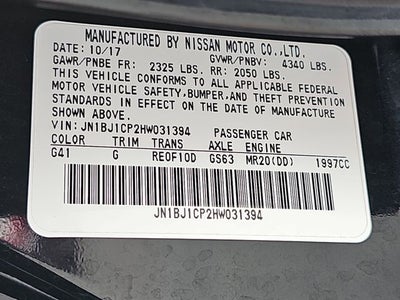 MANUFACTURED BY NISSAN MOTOR CO.,LTD.
DATE: 10/17 GVWR/PNBV: 4340 LBS.
GAWR/PNBE FR: 2325 LBS. RR: 2050 LBS.
THIS VEHICLE CONFORMS TO ALL APPLICABLE FEDERAL
MOTOR VEHICLE SAFETY,BUMPER,AND THEFT PREVENTION
STANDARDS IN EFFECT ON THE DATE OF MANUFACTURE
SHOWN ABOVE.
VIN: JN1BJ1CP2HW031394 PASSENGER CAR
COLOR TRIM TRANS AXLE ENGINE
G41 G REOF10D GS63 MR20(DD) 1997CC
JN1BJ1CP2HW031394